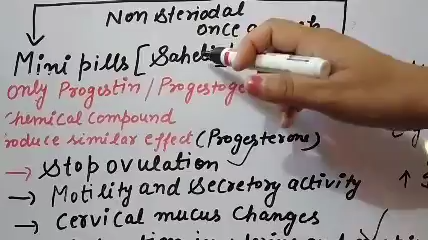 Non steriodal
once a
Mini pills [Saheli
only Progestin / Progestoge
chemical compound
roduce similar effect (Progesterone)
→ Stop ovulation
→ Motility and secretory activity ↑ S
→ Cervical mucus changes